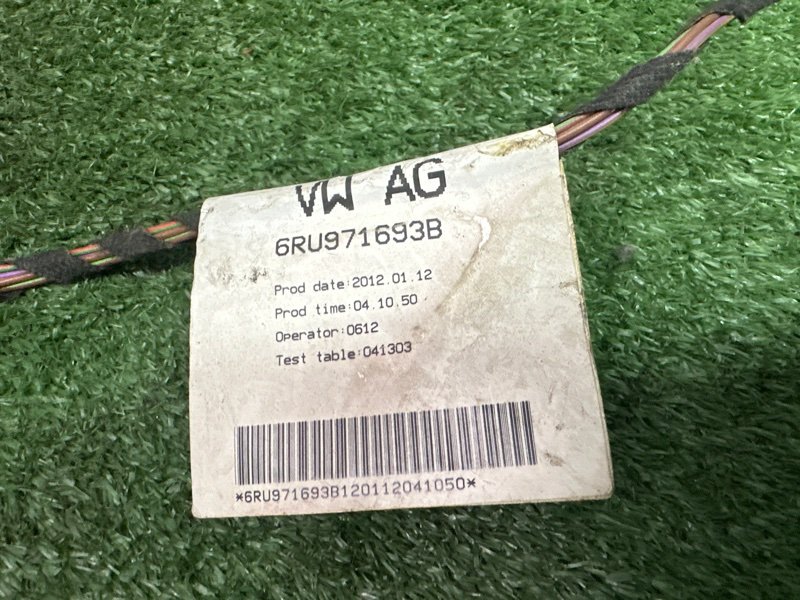 VW AG
6RU971693B
Prod date:2012.01.12
Prod time:04.10.50
Operator:0612
Test table:041303
*6RU971693B120112041050*